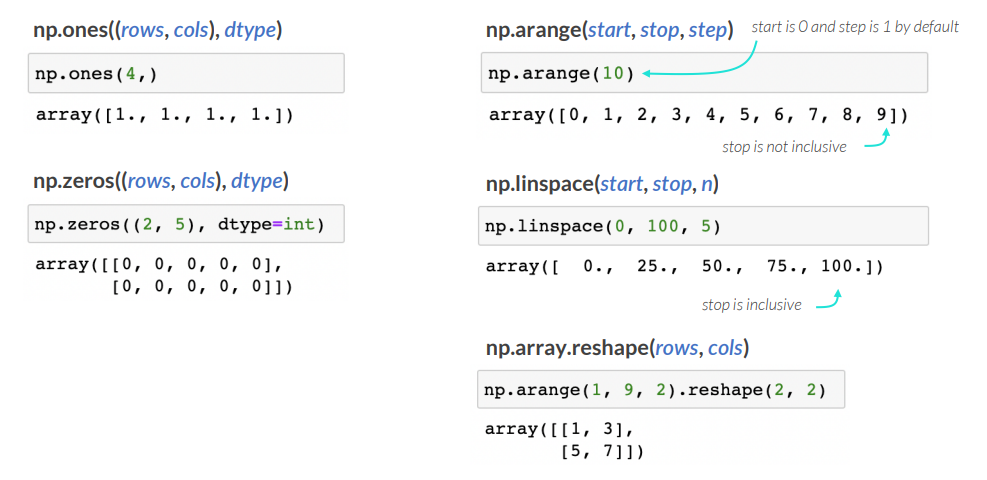 np.ones((rows, cols), dtype)
np.ones(4,)
array([1., 1., 1., 1.])
np.zeros((rows, cols), dtype)
np.zeros((2, 5), dtype=int)
array([[0, 0, 0, 0, 0],
[0, 0, 0, 0, 0]])
np.arange(start, stop, step)
start is 0 and step is 1 by default
np.arange(10)
array([0, 1, 2, 3, 4, 5, 6, 7, 8, 9])
stop is not inclusive
np.linspace(start, stop, n)
np.linspace(0, 100, 5)
array([  0.,  25.,  50.,  75., 100.])
stop is inclusive
np.array.reshape(rows, cols)
np.arange(1, 9, 2).reshape(2, 2)
array([[1, 3],
[5, 7]])